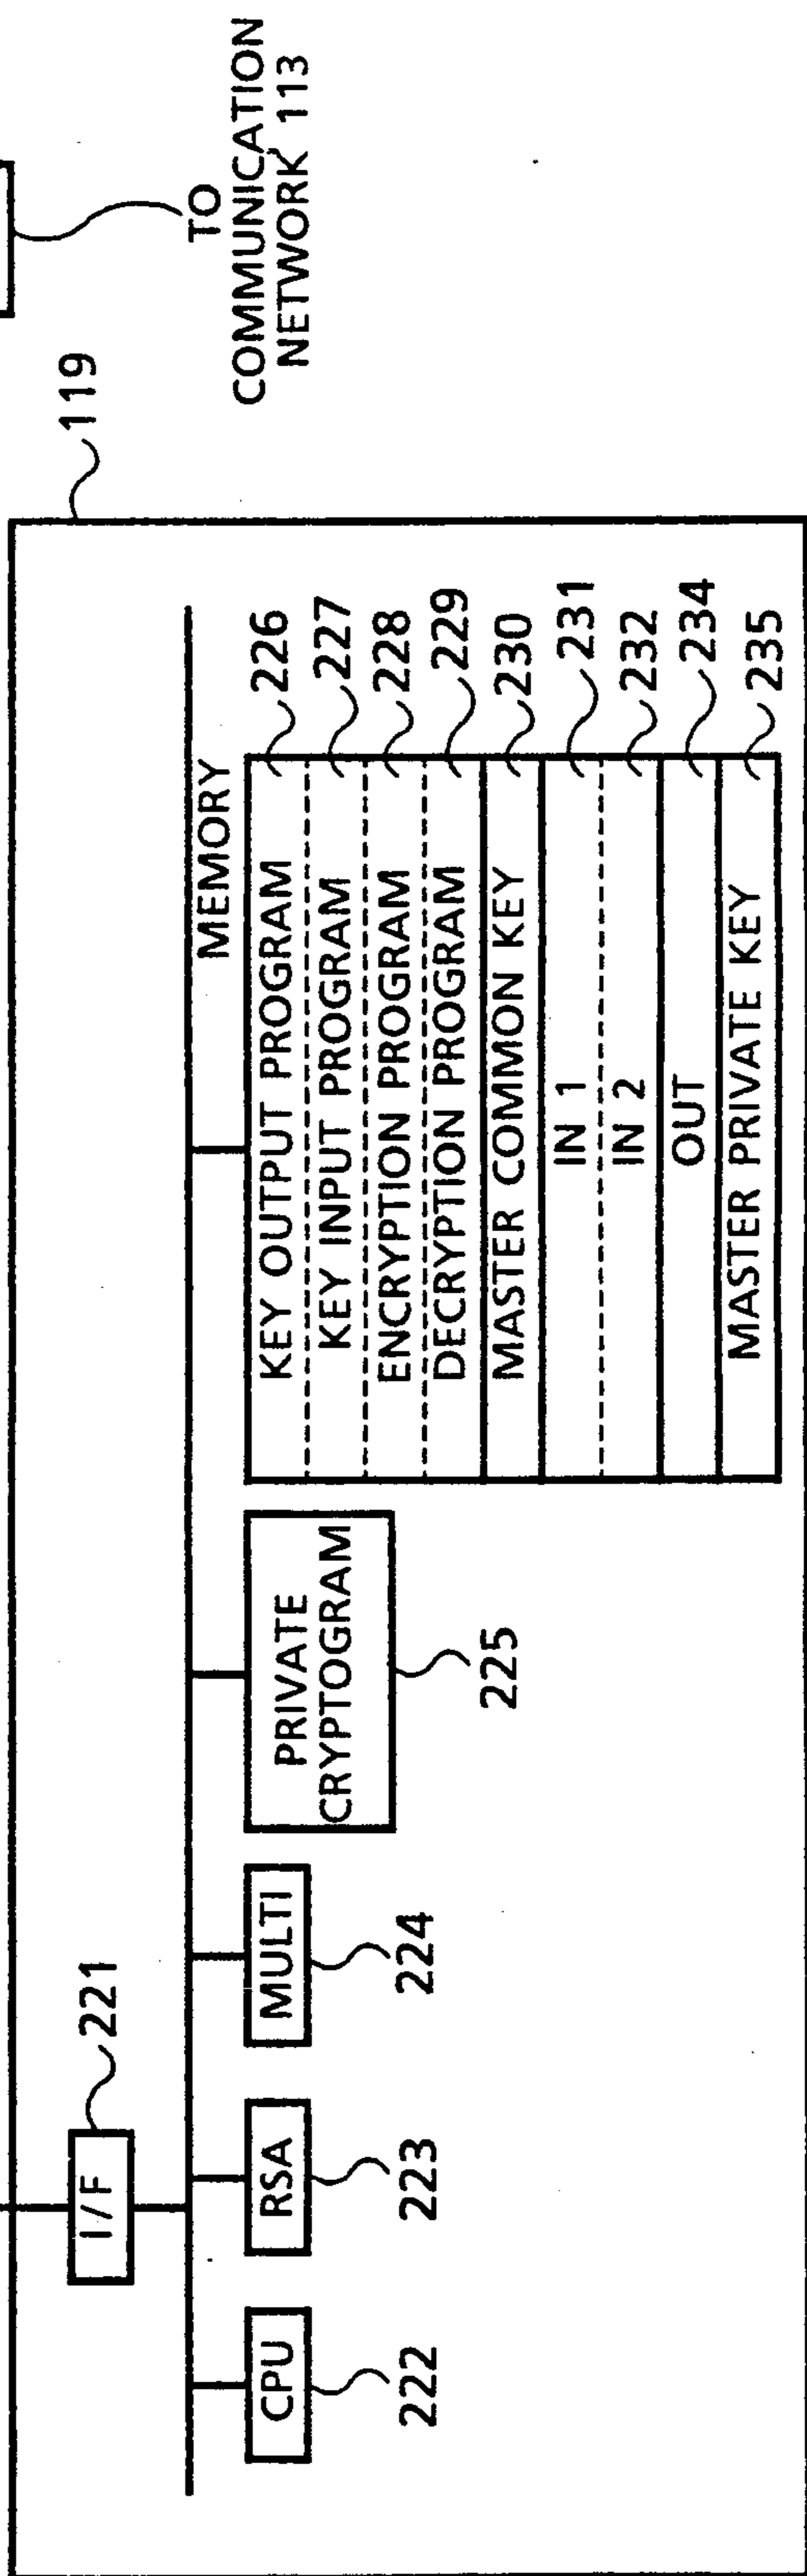 TO
COMMUNICATION
NETWORK 113
119
I/F
221
CPU
222
RSA
223
MULTI
224
PRIVATE
CRYPTOGRAM
225
MEMORY
KEY OUTPUT PROGRAM 226
KEY INPUT PROGRAM 227
ENCRYPTION PROGRAM 228
DECRYPTION PROGRAM 229
MASTER COMMON KEY 230
IN 1 231
IN 2 232
OUT 234
MASTER PRIVATE KEY 235